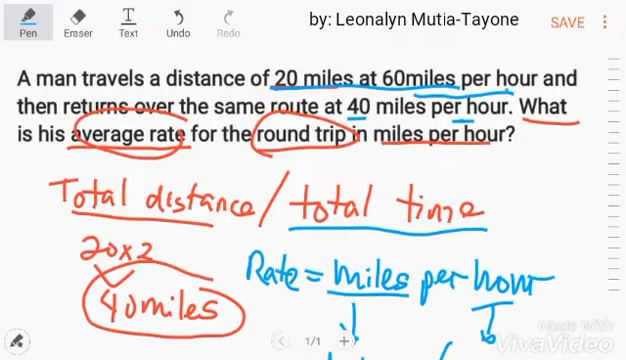 by: Leonalyn Mutia-Tayone
Pen Eraser Text Undo Redo SAVE
A man travels a distance of 20 miles at 60miles per hour and
then returns over the same route at 40 miles per hour. What
is his average rate for the round trip in miles per hour?
Total distance / total time
20x2
40 miles
Rate = miles per hour
1/1
Made With
VivaVideo